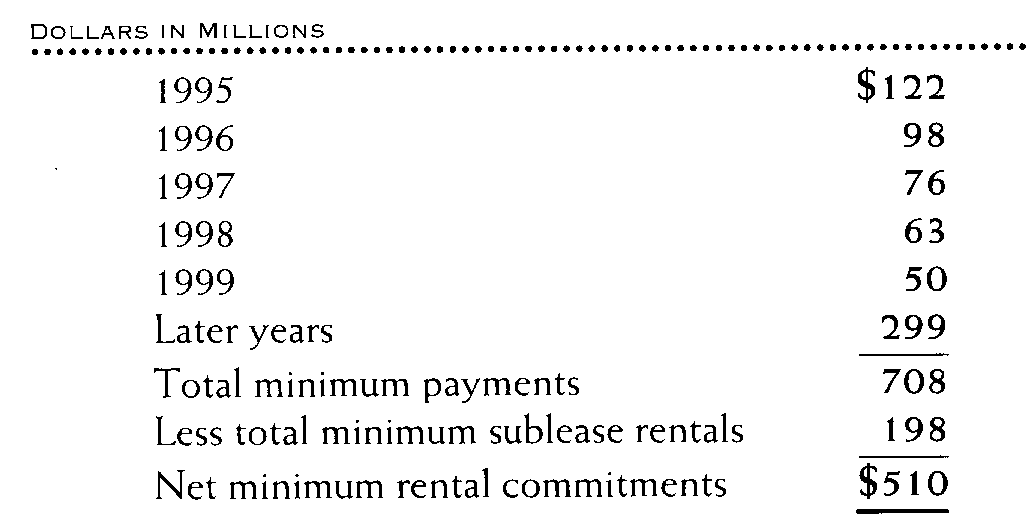 DOLLARS IN MILLIONS
1995 $122
1996 98
1997 76
1998 63
1999 50
Later years 299
Total minimum payments 708
Less total minimum sublease rentals 198
Net minimum rental commitments $510